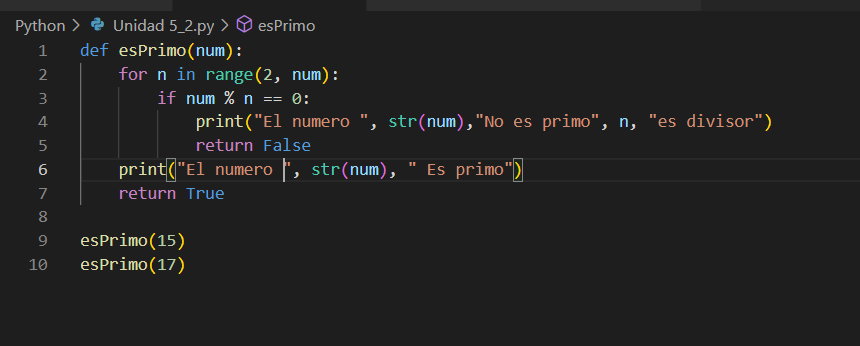 Python > Unidad 5_2.py > esPrimo
1 def esPrimo(num):
2     for n in range(2, num):
3         if num % n == 0:
4             print("El numero ", str(num),"No es primo", n, "es divisor")
5             return False
6     print("El numero ", str(num), " Es primo")
7     return True
8
9 esPrimo(15)
10 esPrimo(17)